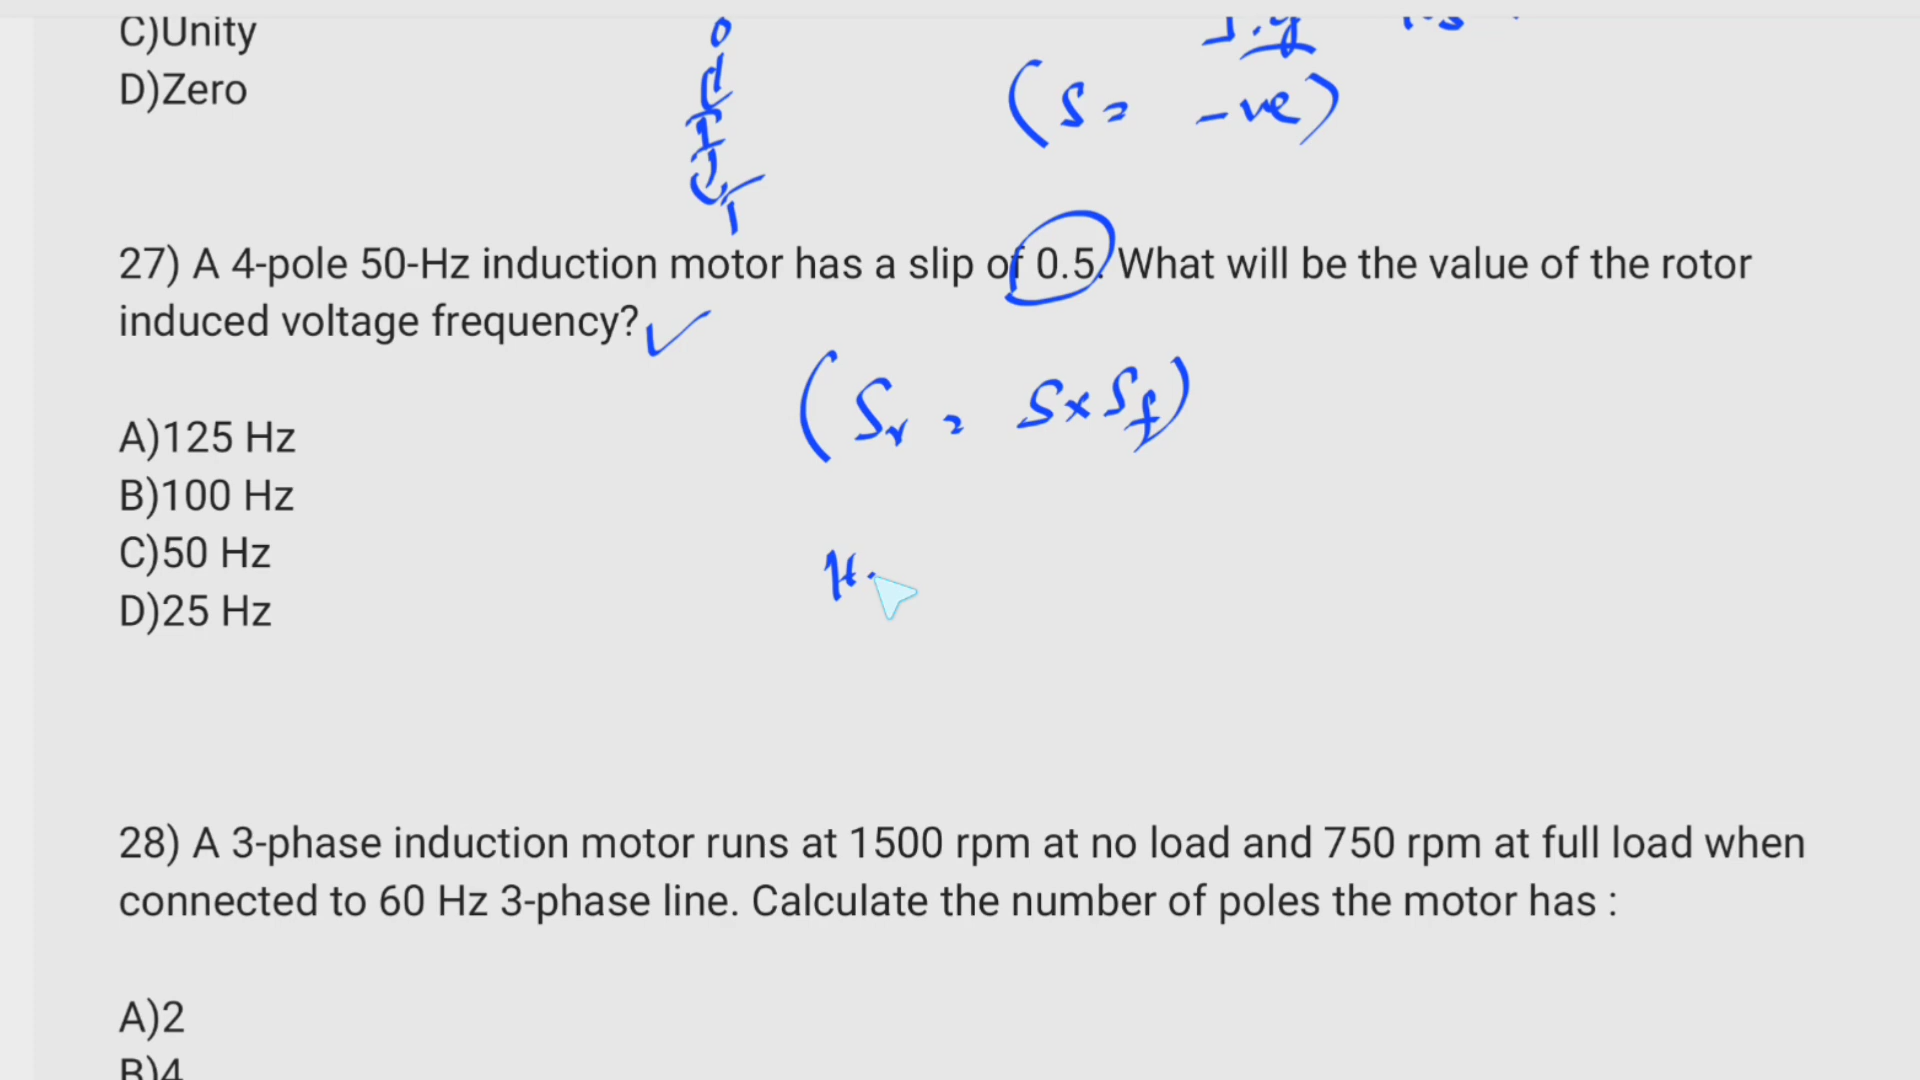 C)Unity
D)Zero
(S = -ve)
27) A 4-pole 50-Hz induction motor has a slip of 0.5. What will be the value of the rotor
induced voltage frequency?
(Sr = S×Sf)
A)125 Hz
B)100 Hz
C)50 Hz
D)25 Hz
28) A 3-phase induction motor runs at 1500 rpm at no load and 750 rpm at full load when
connected to 60 Hz 3-phase line. Calculate the number of poles the motor has :
A)2
B)4